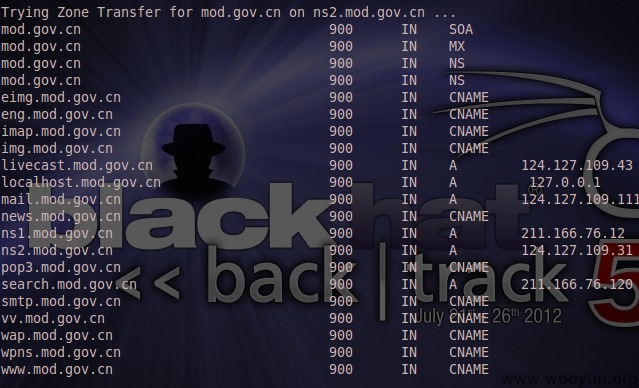 Trying Zone Transfer for mod.gov.cn on ns2.mod.gov.cn ...
mod.gov.cn 900 IN SOA
mod.gov.cn 900 IN MX
mod.gov.cn 900 IN NS
mod.gov.cn 900 IN NS
eimg.mod.gov.cn 900 IN CNAME
eng.mod.gov.cn 900 IN CNAME
imap.mod.gov.cn 900 IN CNAME
img.mod.gov.cn 900 IN CNAME
livecast.mod.gov.cn 900 IN A 124.127.109.43
localhost.mod.gov.cn 900 IN A 127.0.0.1
mail.mod.gov.cn 900 IN A 124.127.109.111
news.mod.gov.cn 900 IN CNAME
ns1.mod.gov.cn 900 IN A 211.166.76.12
ns2.mod.gov.cn 900 IN A 124.127.109.31
pop3.mod.gov.cn 900 IN CNAME
search.mod.gov.cn 900 IN A 211.166.76.120
smtp.mod.gov.cn 900 IN CNAME
vv.mod.gov.cn 900 IN CNAME
wap.mod.gov.cn 900 IN CNAME
wpns.mod.gov.cn 900 IN CNAME
www.mod.gov.cn 900 IN CNAME
blackhat
<< back|track 5
July 21st - 26th 2012
www.wooyun.org